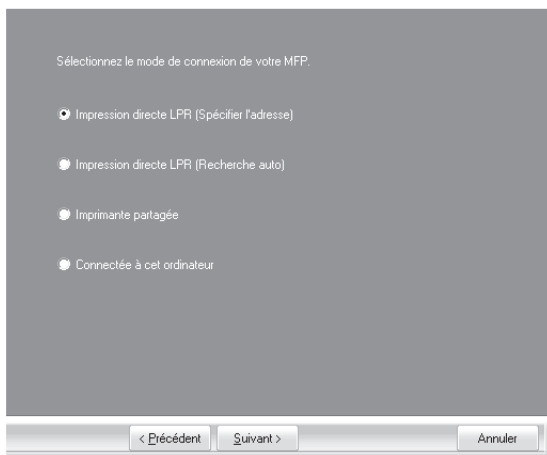 Sélectionnez le mode de connexion de votre MFP.
Impression directe LPR (Spécifier l'adresse)
Impression directe LPR (Recherche auto)
Imprimante partagée
Connectée à cet ordinateur
< Précédent Suivant > Annuler